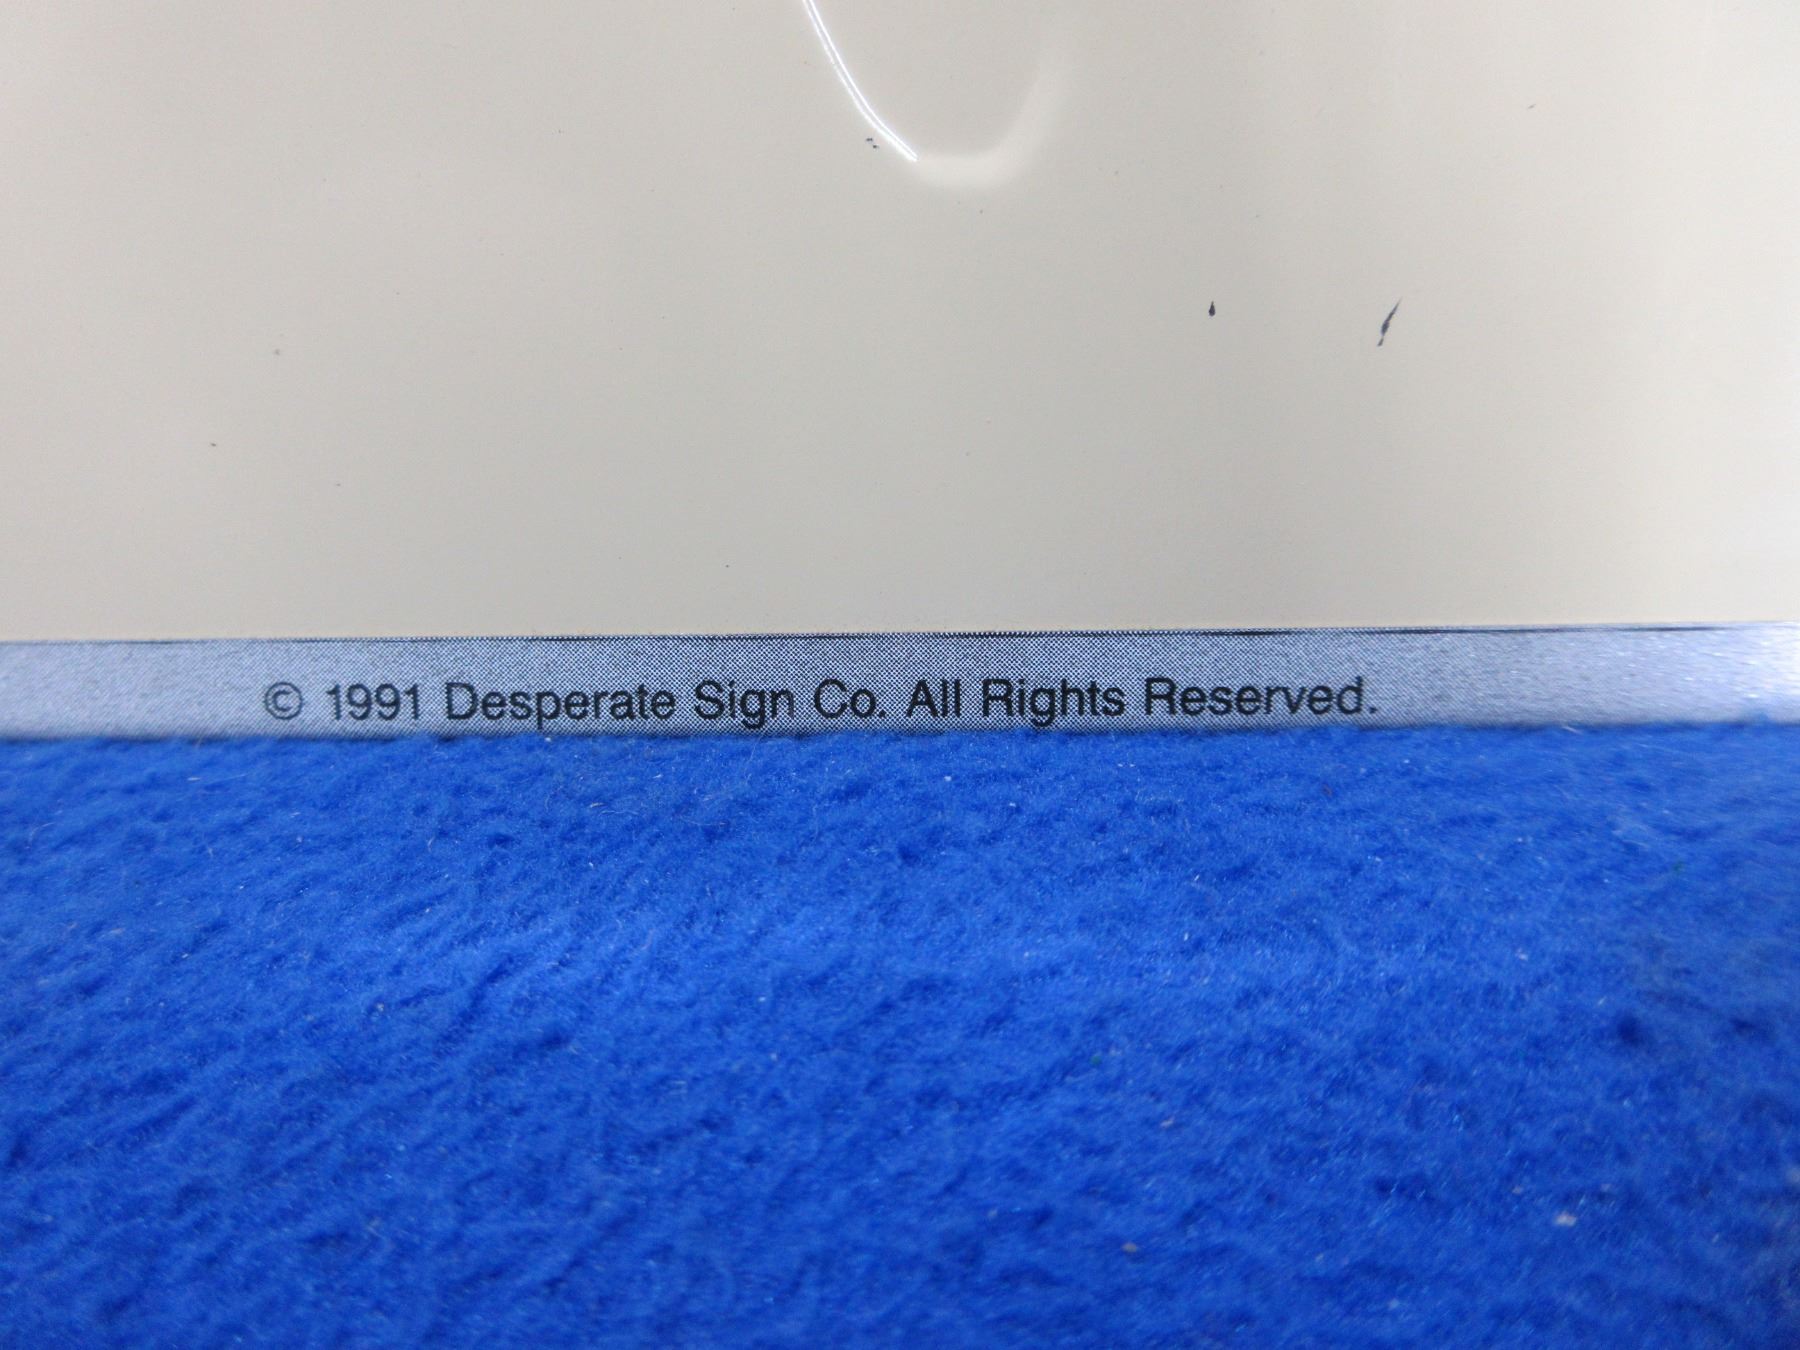 © 1991 Desperate Sign Co. All Rights Reserved.